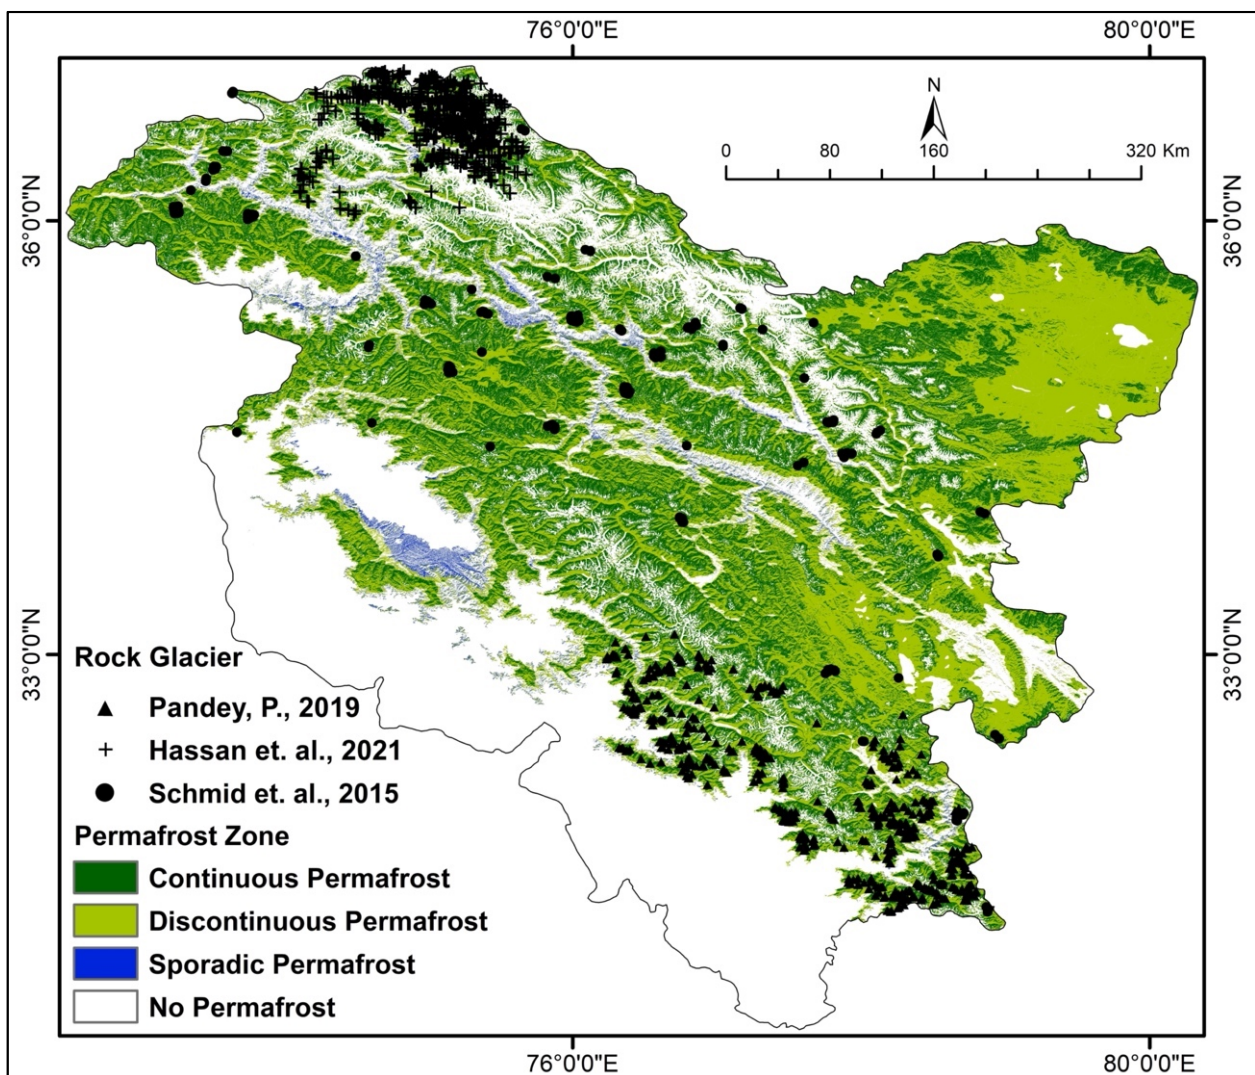 76°0'0"E 80°0'0"E
N
0 80 160 320 Km
36°0'0"N 36°0'0"N
33°0'0"N 33°0'0"N
Rock Glacier
Pandey, P., 2019
Hassan et. al., 2021
Schmid et. al., 2015
Permafrost Zone
Continuous Permafrost
Discontinuous Permafrost
Sporadic Permafrost
No Permafrost
76°0'0"E 80°0'0"E